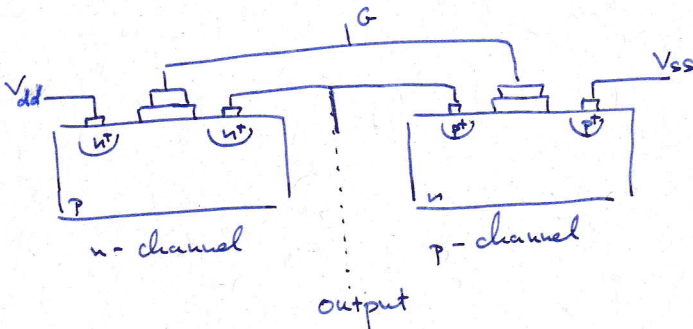 G
Vdd
Vss
n+
n+
p+
p+
p
n
n-channel
p-channel
output